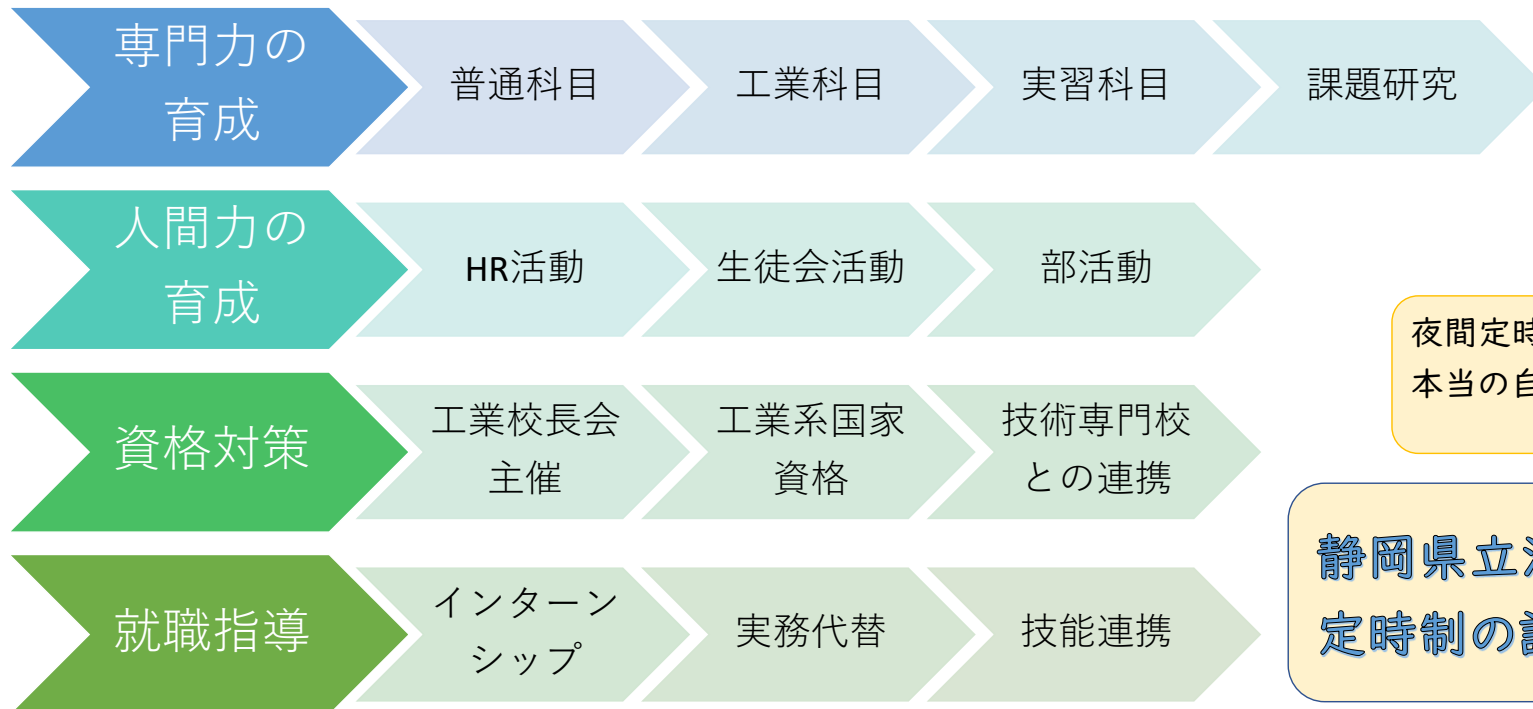 専門力の
育成
普通科目
工業科目
実習科目
課題研究
人間力の
育成
HR活動
生徒会活動
部活動
資格対策
工業校長会
主催
工業系国家
資格
技術専門校
との連携
就職指導
インターン
シップ
実務代替
技能連携
夜間定
本当の
静岡県立
定時制の